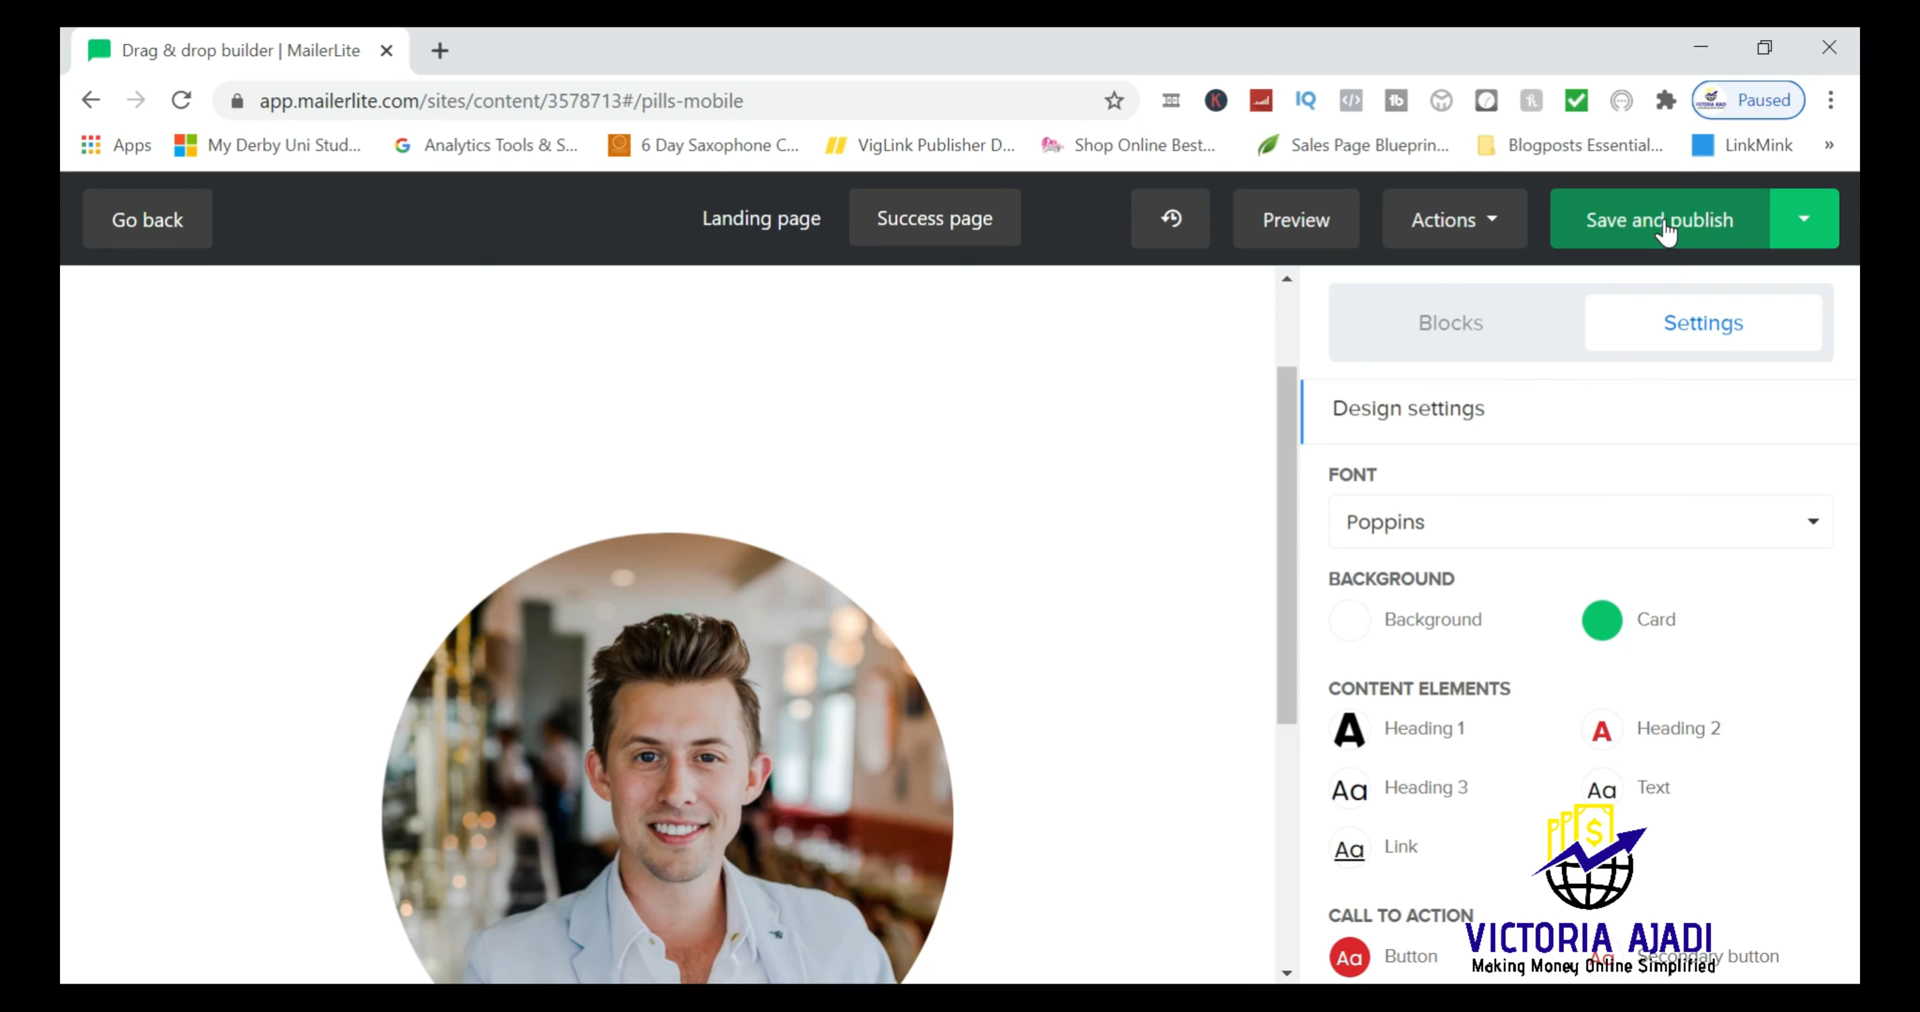 Drag & drop builder | MailerLite
app.mailerlite.com/sites/content/3578713#/pills-mobile
K
IQ
</>
tb
Paused
Apps
My Derby Uni Stud...
Analytics Tools & S...
6 Day Saxophone C...
VigLink Publisher D...
Shop Online Best...
Sales Page Blueprin...
Blogposts Essential...
LinkMink
»
Go back
Landing page
Success page
Preview
Actions
Save and publish
Blocks
Settings
Design settings
FONT
Poppins
BACKGROUND
Background
Card
CONTENT ELEMENTS
A Heading 1
A Heading 2
Aa Heading 3
Aa Text
Aa Link
$
CALL TO ACTION
VICTORIA AJADI
Aa Button
Aa Secondary button
Making Money Online Simplified